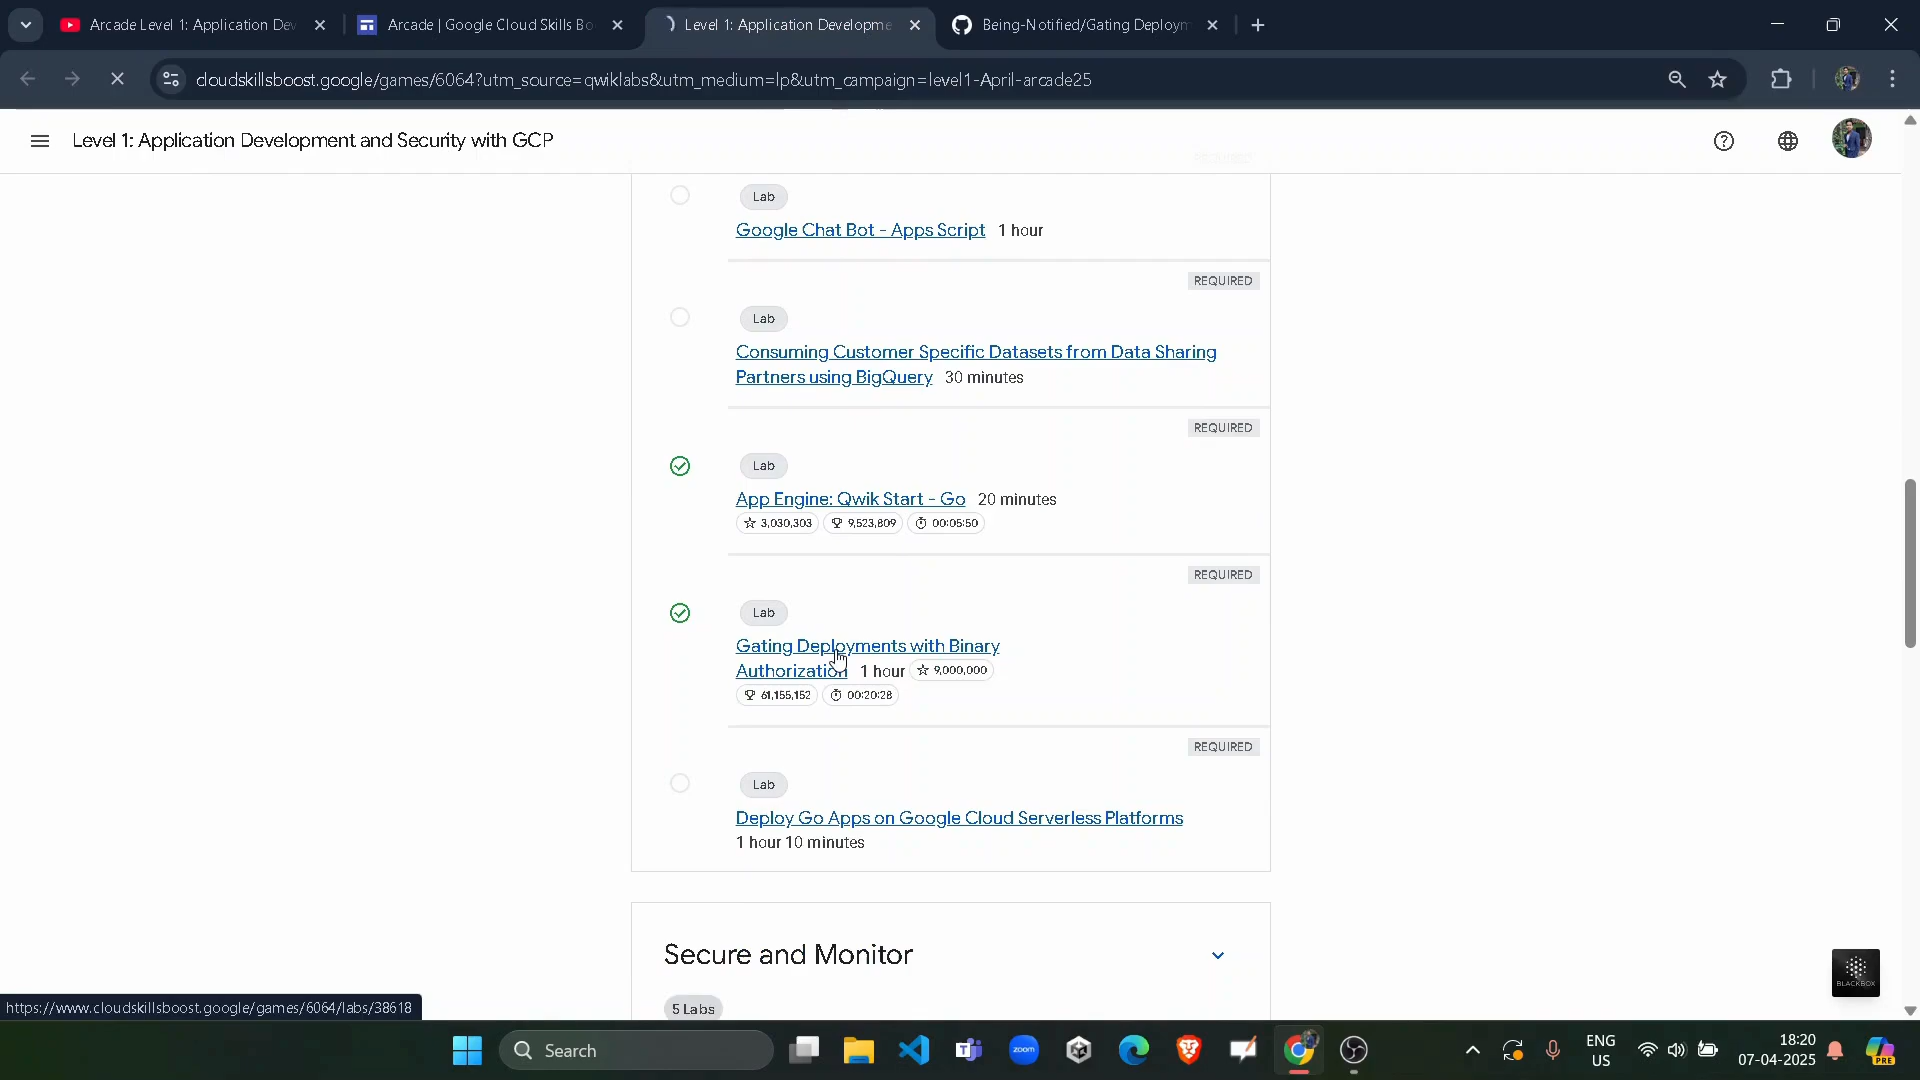 Arcade Level 1: Application Dev
Arcade | Google Cloud Skills Bo
Level 1: Application Developme
Being-Notified/Gating Deploym
cloudskillsboost.google/games/6064?utm_source=qwiklabs&utm_medium=lp&utm_campaign=level1-April-arcade25
Level 1: Application Development and Security with GCP
Lab
Google Chat Bot - Apps Script 1 hour
REQUIRED
Lab
Consuming Customer Specific Datasets from Data Sharing
Partners using BigQuery 30 minutes
REQUIRED
Lab
App Engine: Qwik Start - Go 20 minutes
3,030,303 9,523,809 00:05:50
REQUIRED
Lab
Gating Deployments with Binary
Authorization 1 hour 9,000,000
61,155,152 00:20:28
REQUIRED
Lab
Deploy Go Apps on Google Cloud Serverless Platforms
1 hour 10 minutes
Secure and Monitor
BLACKBOX
5 Labs
https://www.cloudskillsboost.google/games/6064/labs/38618
Search
zoom
ENG
US
18:20
07-04-2025
PRE